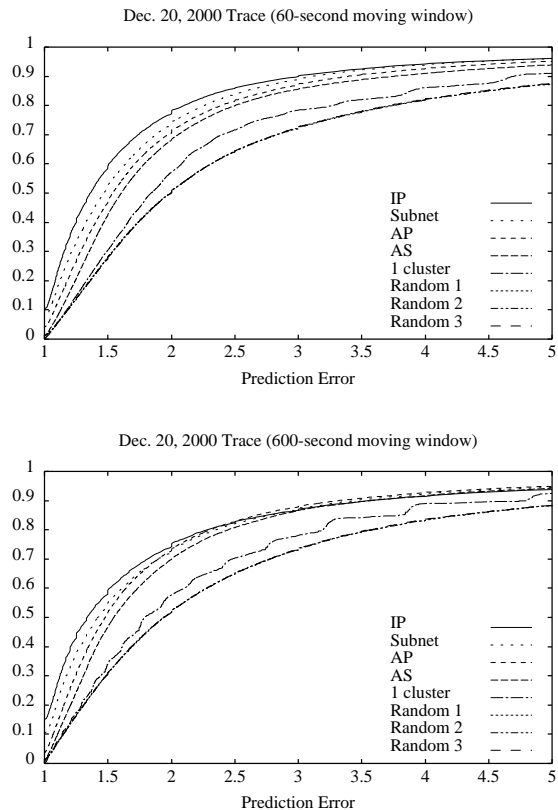 Dec. 20, 2000 Trace (60-second moving window)
1
0.9
0.8
0.7
0.6
0.5
0.4
0.3
0.2
0.1
0
IP
Subnet
AP
AS
1 cluster
Random 1
Random 2
Random 3
1 1.5 2 2.5 3 3.5 4 4.5 5
Prediction Error
Dec. 20, 2000 Trace (600-second moving window)
1
0.9
0.8
0.7
0.6
0.5
0.4
0.3
0.2
0.1
0
IP
Subnet
AP
AS
1 cluster
Random 1
Random 2
Random 3
1 1.5 2 2.5 3 3.5 4 4.5 5
Prediction Error